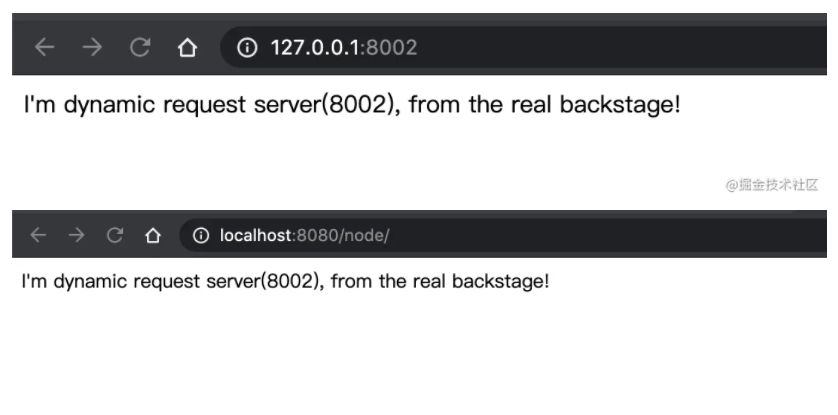 127.0.0.1:8002
I'm dynamic request server(8002), from the real backstage!
@掘金技术社区
localhost:8080/node/
I'm dynamic request server(8002), from the real backstage!